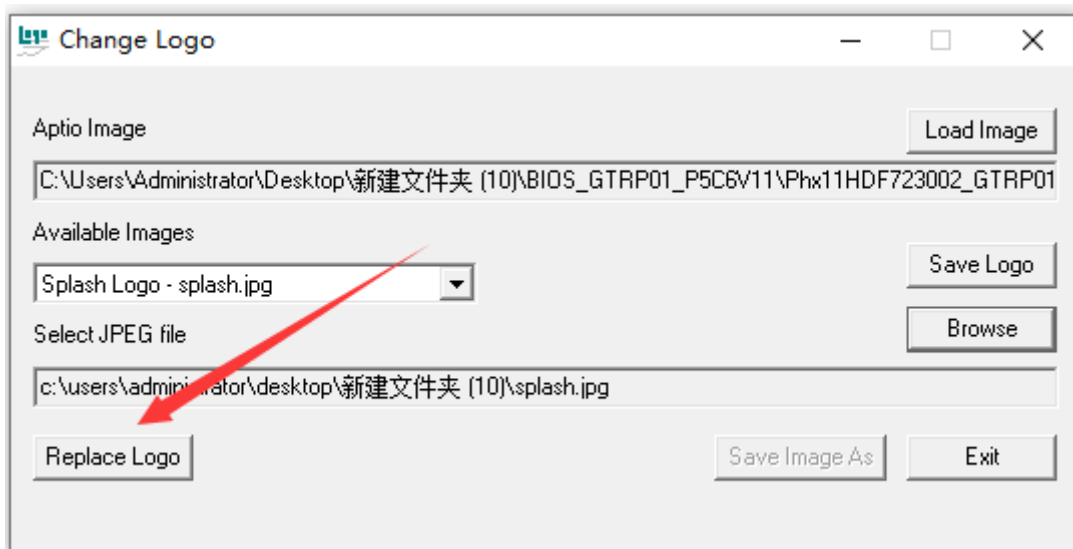 Change Logo
Aptio Image
Load Image
C:\Users\Administrator\Desktop\新建文件夹 (10)\BIOS_GTRP01_P5C6V11\Phx11HDF723002_GTRP01
Available Images
Save Logo
Splash Logo - splash.jpg
Browse
Select JPEG file
c:\users\administrator\desktop\新建文件夹 (10)\splash.jpg
Replace Logo
Save Image As
Exit